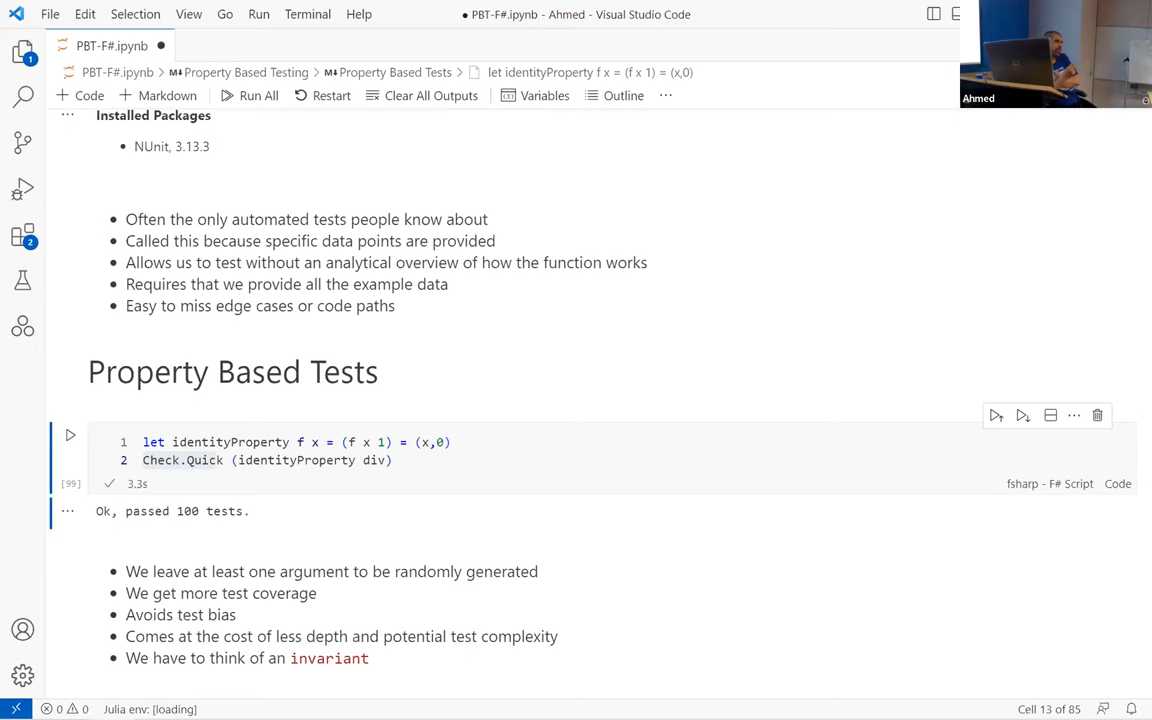 File Edit Selection View Go Run Terminal Help ● PBT-F#.ipynb - Ahmed - Visual Studio Code
PBT-F#.ipynb ●
PBT-F#.ipynb > M↓Property Based Testing > M↓Property Based Tests > let identityProperty f x = (f x 1) = (x,0)
+ Code + Markdown Run All Restart Clear All Outputs Variables Outline ...
Ahmed
... Installed Packages
• NUnit, 3.13.3
• Often the only automated tests people know about
• Called this because specific data points are provided
• Allows us to test without an analytical overview of how the function works
• Requires that we provide all the example data
• Easy to miss edge cases or code paths
Property Based Tests
1 let identityProperty f x = (f x 1) = (x,0)
2 Check.Quick (identityProperty div)
[99] ✓ 3.3s fsharp - F# Script Code
... Ok, passed 100 tests.
• We leave at least one argument to be randomly generated
• We get more test coverage
• Avoids test bias
• Comes at the cost of less depth and potential test complexity
• We have to think of an invariant
0 0 Julia env: [loading] Cell 13 of 85
1
2